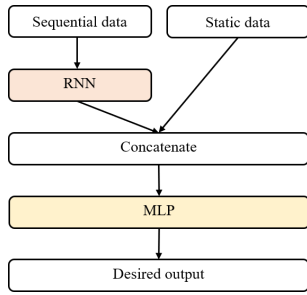 Sequential data
Static data
RNN
Concatenate
MLP
Desired output